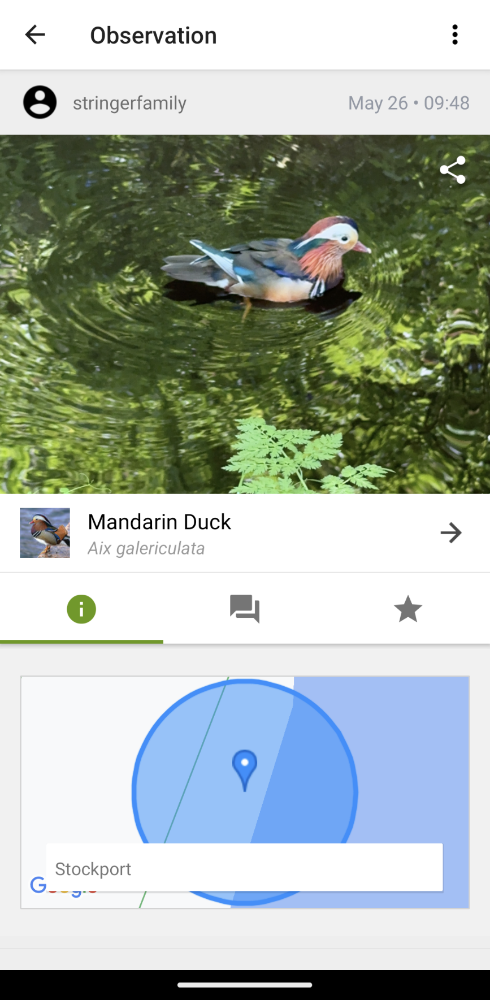 Observation
stringerfamily
May 26 • 09:48
Mandarin Duck
Aix galericulata
Stockport